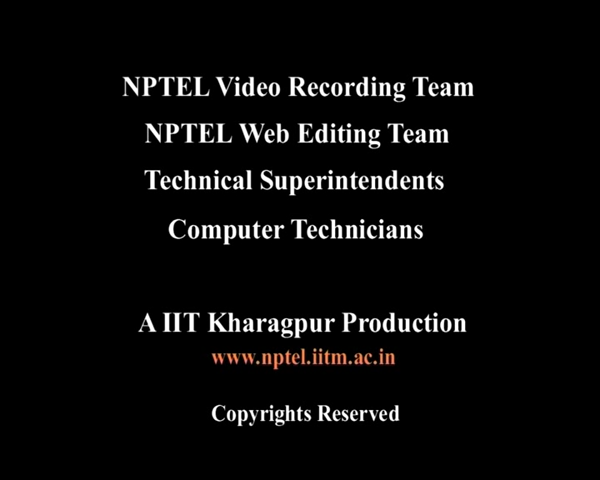 NPTEL Video Recording Team
NPTEL Web Editing Team
Technical Superintendents
Computer Technicians
A IIT Kharagpur Production
www.nptel.iitm.ac.in
Copyrights Reserved